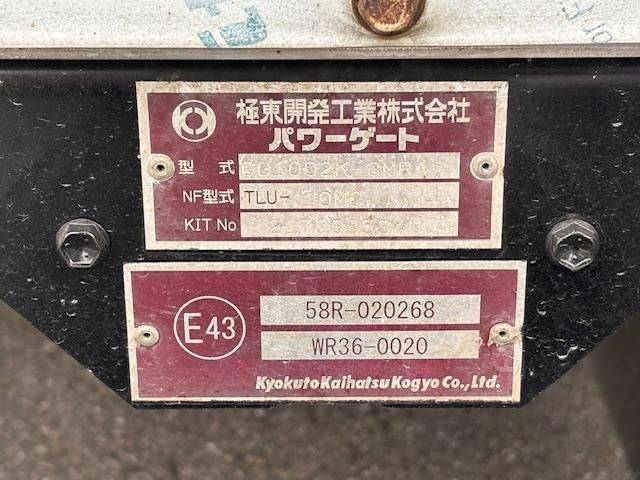 極東開発工業株式会社
パワーゲート
型式
NF型式 TLU-
KIT No
E43
58R-020268
WR36-0020
Kyokuto Kaihatsu Kogyo Co.,Ltd.